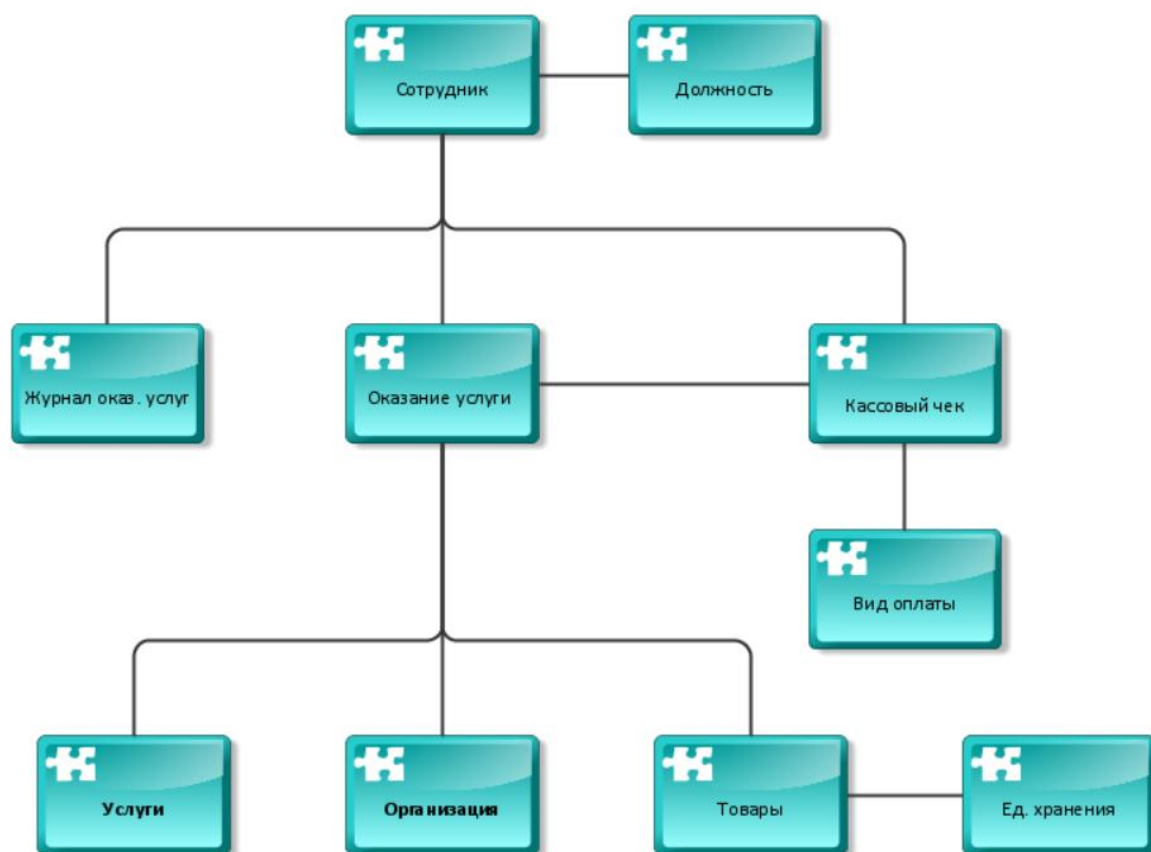 Сотрудник
Должность
Журнал оказ. услуг
Оказание услуги
Кассовый чек
Вид оплаты
Услуги
Организация
Товары
Ед. хранения